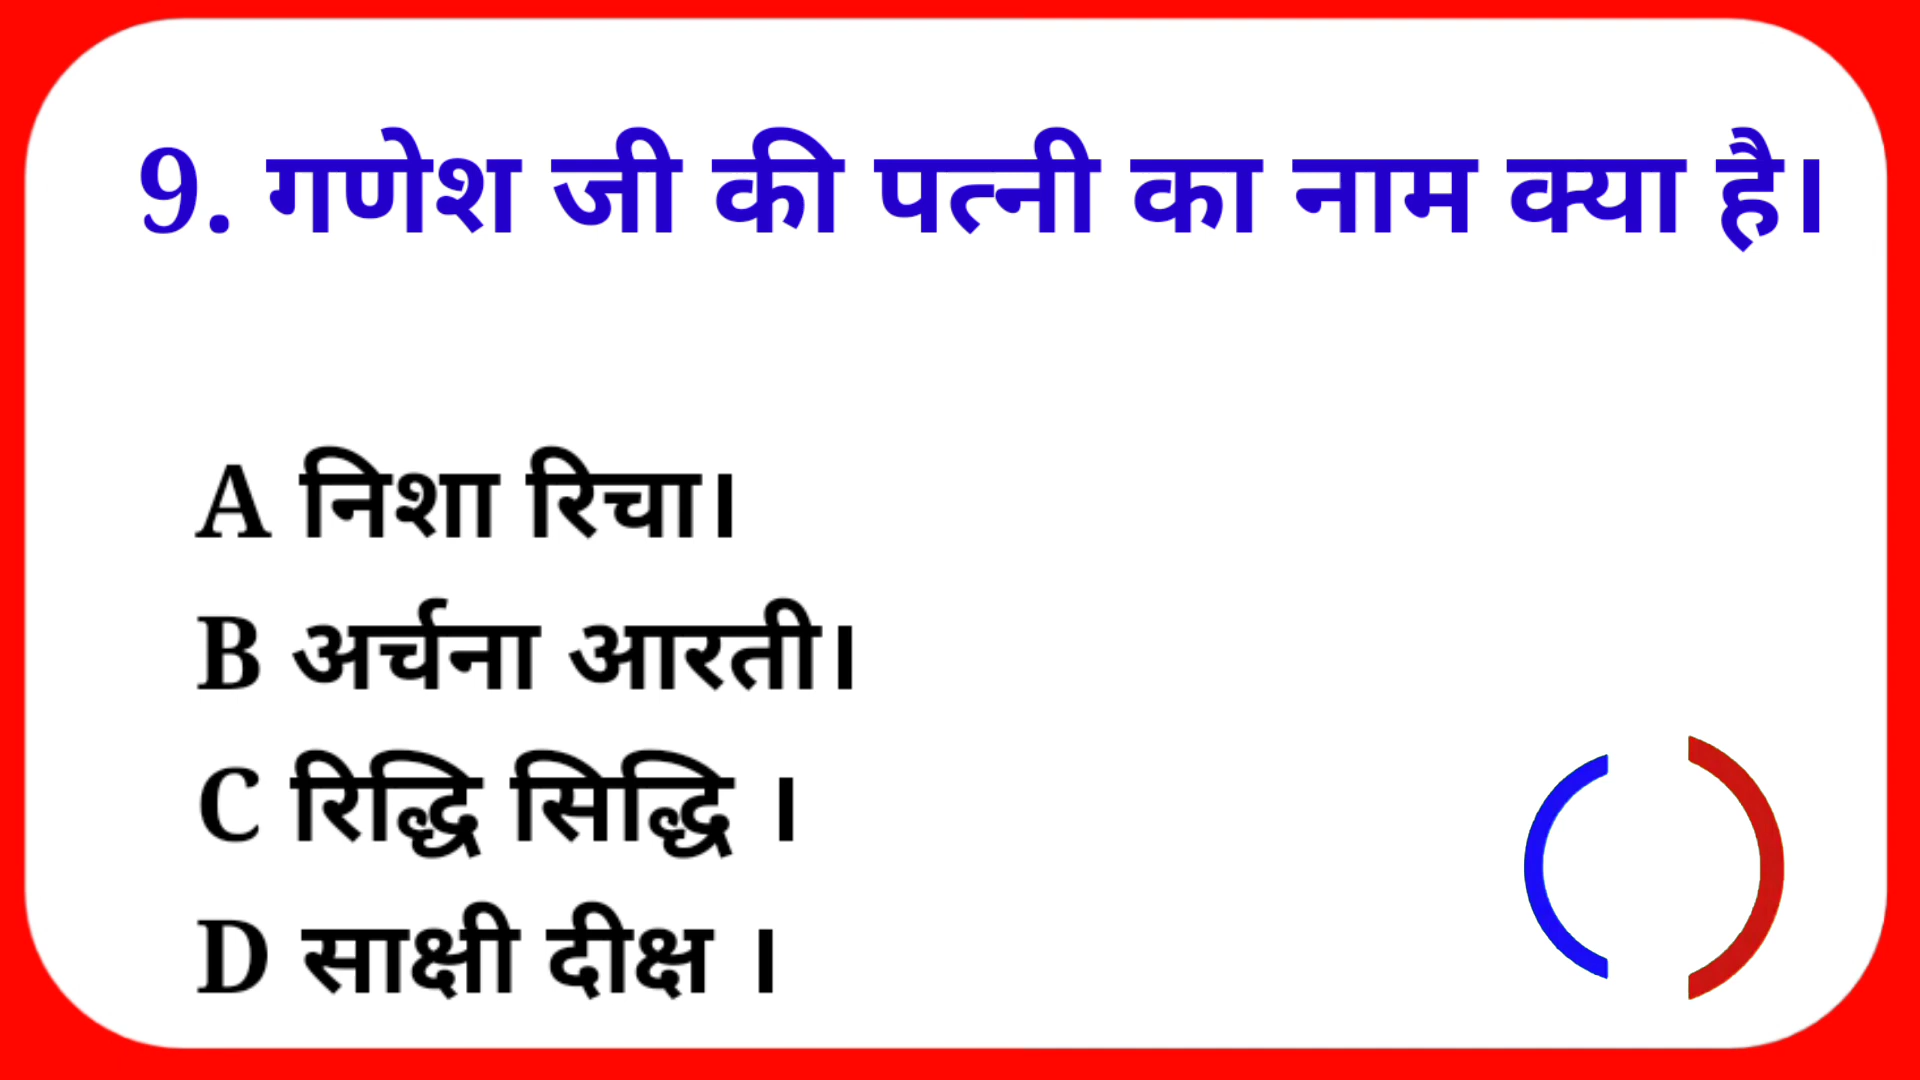 9. गणेश जी की पत्नी का नाम क्या है।
A निशा रिचा।
B अर्चना आरती।
C रिद्धि सिद्धि ।
D साक्षी दीक्ष ।